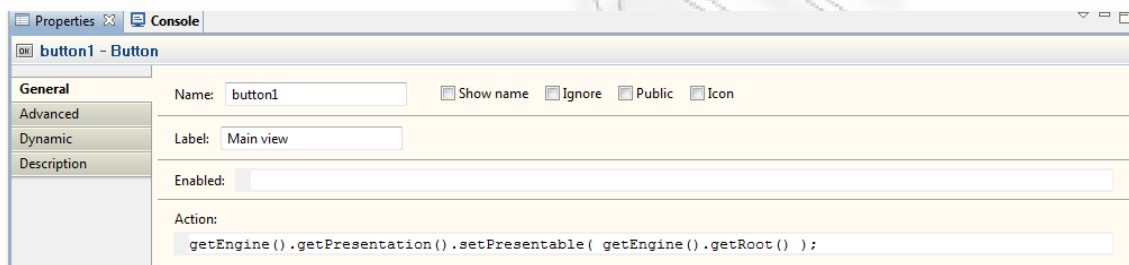 Properties Console
OK button1 - Button
General
Name: button1 Show name Ignore Public Icon
Advanced
Dynamic
Label: Main view
Description
Enabled:
Action:
getEngine().getPresentation().setPresentable( getEngine().getRoot() );